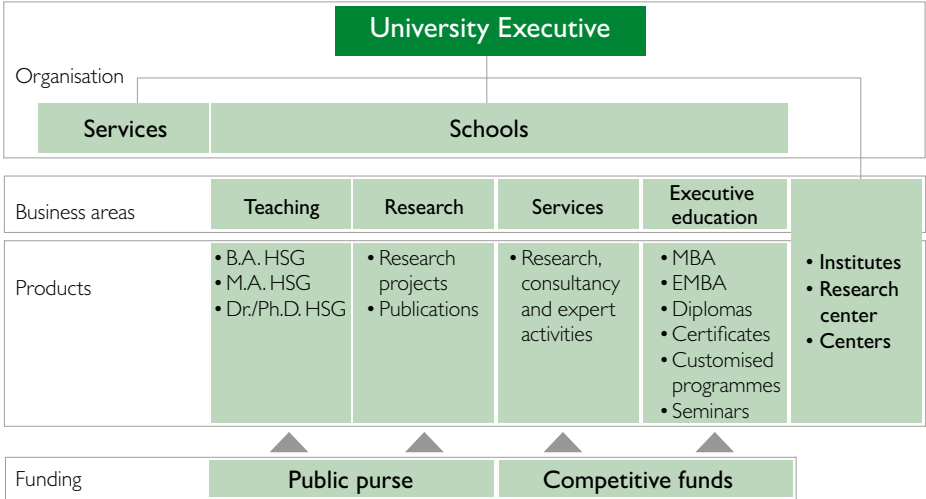 University Executive
Organisation
Services
Schools
Business areas
Teaching
Research
Services
Executive
education
Products
• B.A. HSG
• M.A. HSG
• Dr./Ph.D. HSG
• Research
projects
• Publications
• Research,
consultancy
and expert
activities
• MBA
• EMBA
• Diplomas
• Certificates
• Customised
programmes
• Seminars
• Institutes
• Research
center
• Centers
Funding
Public purse
Competitive funds